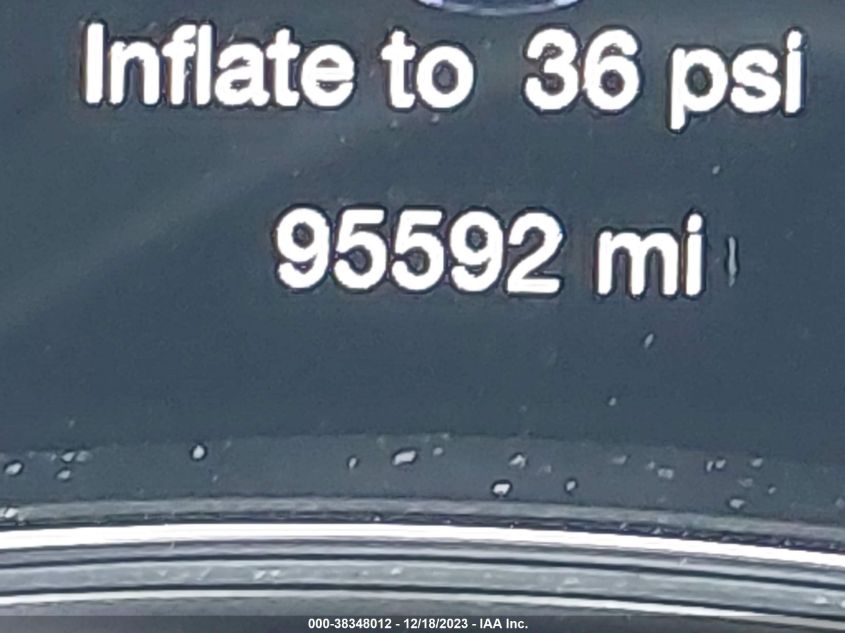 Inflate to 36 psi
95592 mi
000-38348012 - 12/18/2023 - IAA Inc.